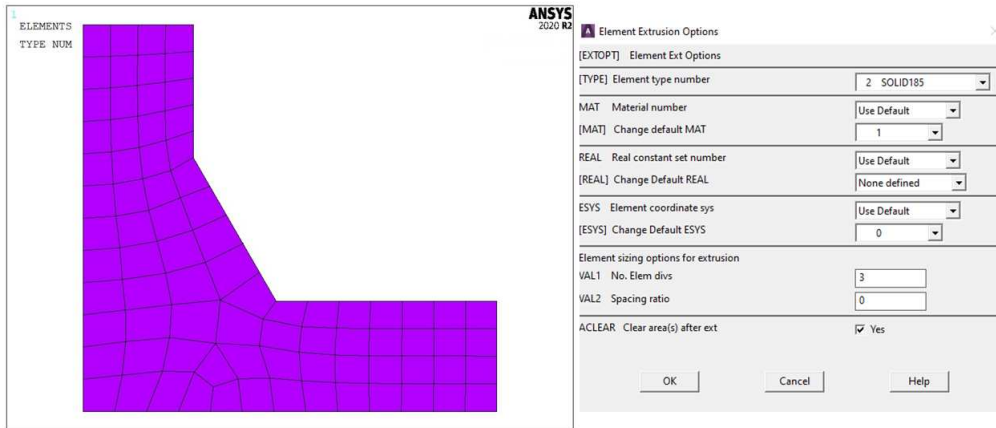 1
ELEMENTS
TYPE NUM
ANSYS
2020 R2
Element Extrusion Options
[EXTOPT] Element Ext Options
[TYPE] Element type number 2 SOLID185
MAT Material number Use Default
[MAT] Change default MAT 1
REAL Real constant set number Use Default
[REAL] Change Default REAL None defined
ESYS Element coordinate sys Use Default
[ESYS] Change Default ESYS 0
Element sizing options for extrusion
VAL1 No. Elem divs 3
VAL2 Spacing ratio 0
ACLEAR Clear area(s) after ext Yes
OK Cancel Help